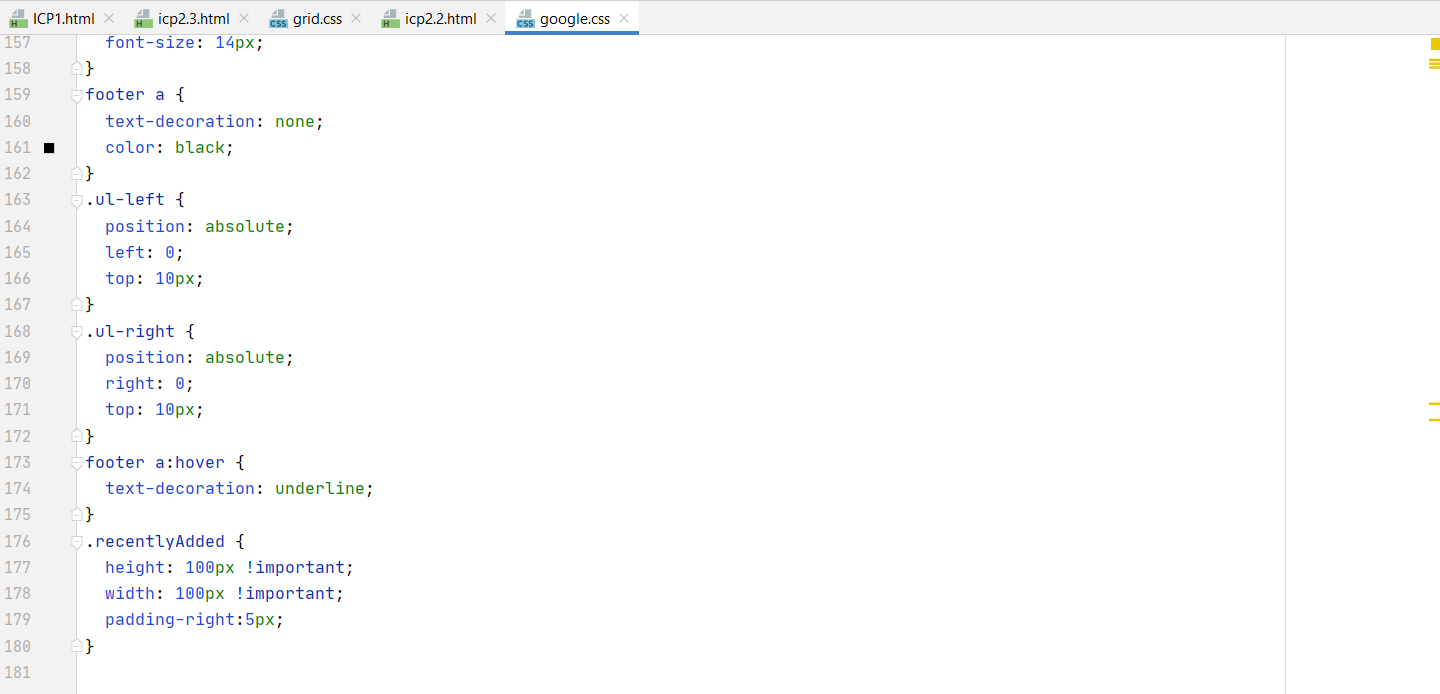 ICP1.html icp2.3.html grid.css icp2.2.html google.css
157 font-size: 14px;
158 }
159 footer a {
160 text-decoration: none;
161 color: black;
162 }
163 .ul-left {
164 position: absolute;
165 left: 0;
166 top: 10px;
167 }
168 .ul-right {
169 position: absolute;
170 right: 0;
171 top: 10px;
172 }
173 footer a:hover {
174 text-decoration: underline;
175 }
176 .recentlyAdded {
177 height: 100px !important;
178 width: 100px !important;
179 padding-right:5px;
180 }
181